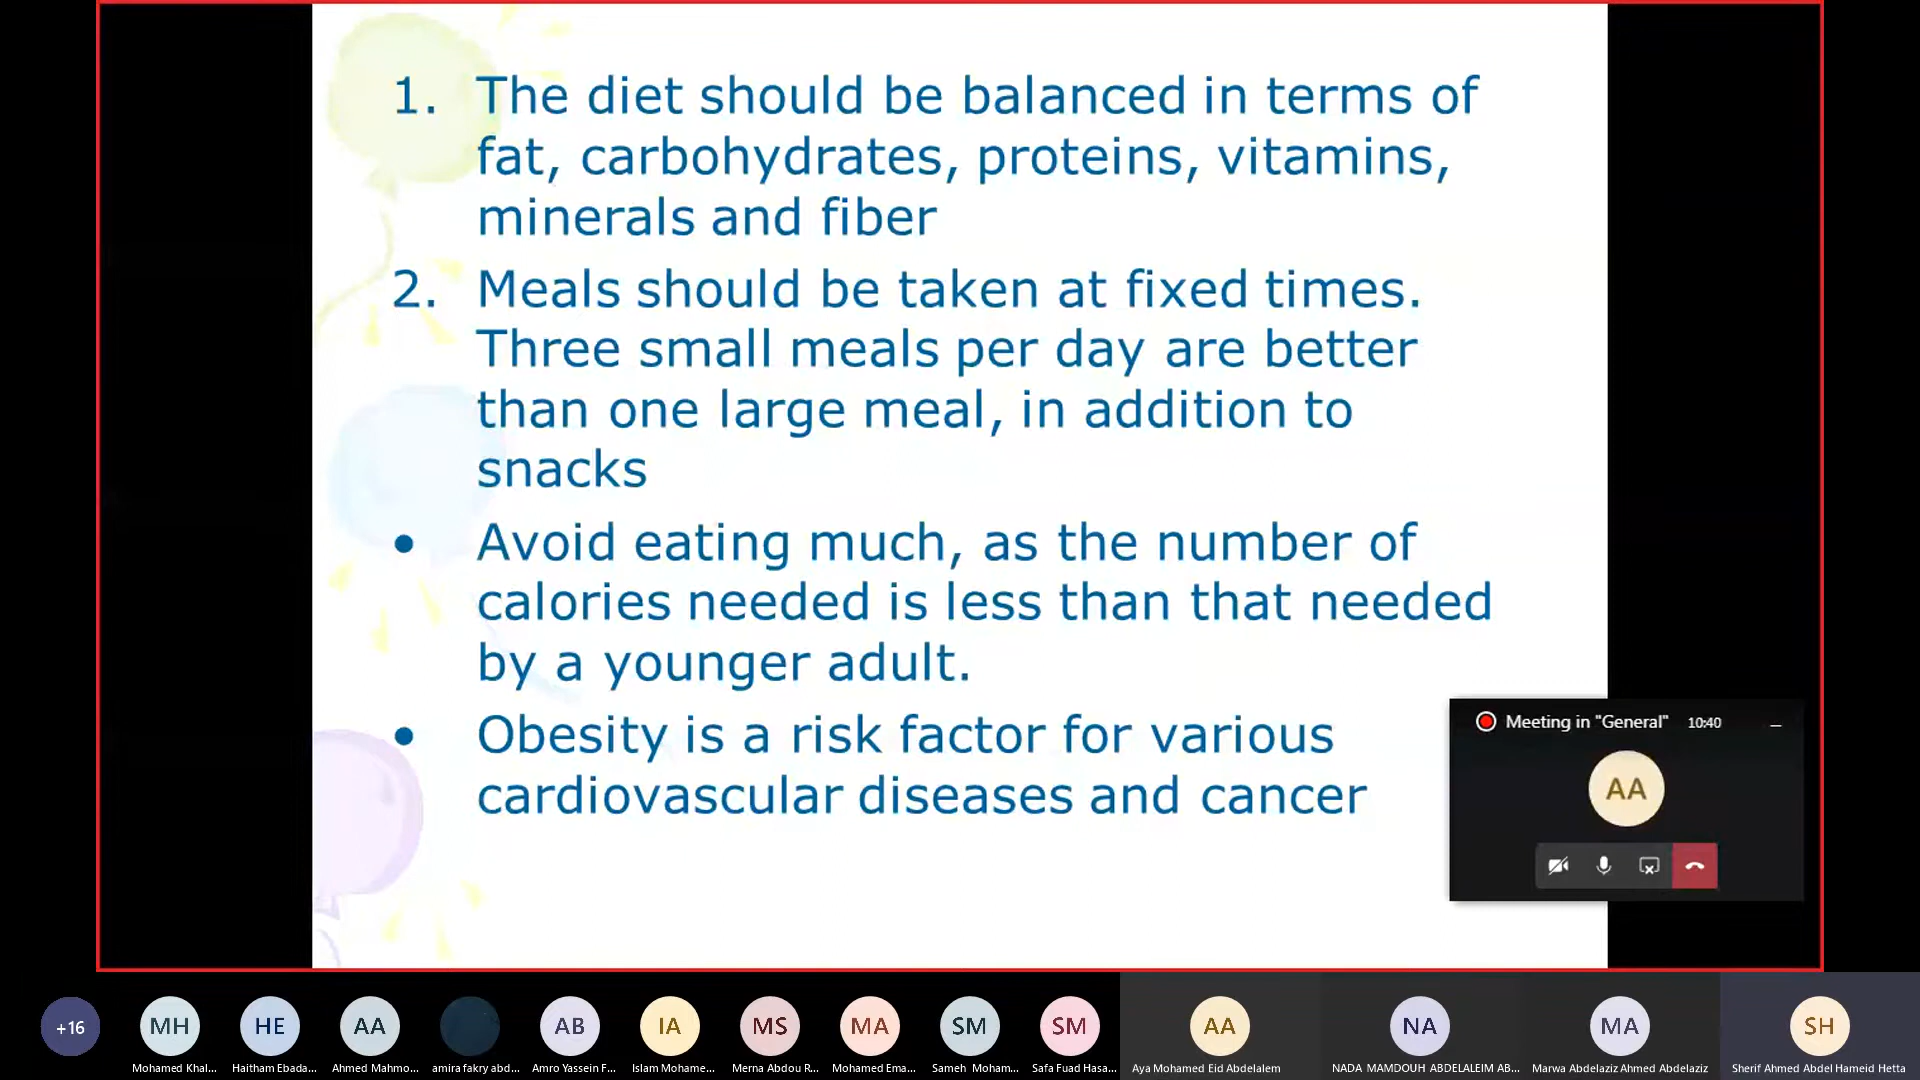 1. The diet should be balanced in terms of
fat, carbohydrates, proteins, vitamins,
minerals and fiber
2. Meals should be taken at fixed times.
Three small meals per day are better
than one large meal, in addition to
snacks
• Avoid eating much, as the number of
calories needed is less than that needed
by a younger adult.
• Obesity is a risk factor for various
cardiovascular diseases and cancer
Meeting in "General" 10:40
AA
+16 MH HE AA AB IA MS MA SM SM AA NA MA SH
Mohamed Khal... Haitham Ebada... Ahmed Mahmo... amira fakry abd... Amro Yassein F... Islam Mohame... Merna Abdou R... Mohamed Ema... Sameh Moham... Safa Fuad Hasa... Aya Mohamed Eid Abdelalem NADA MAMDOUH ABDELALEIM AB... Marwa Abdelaziz Ahmed Abdelaziz Sherif Ahmed Abdel Hameid Hetta